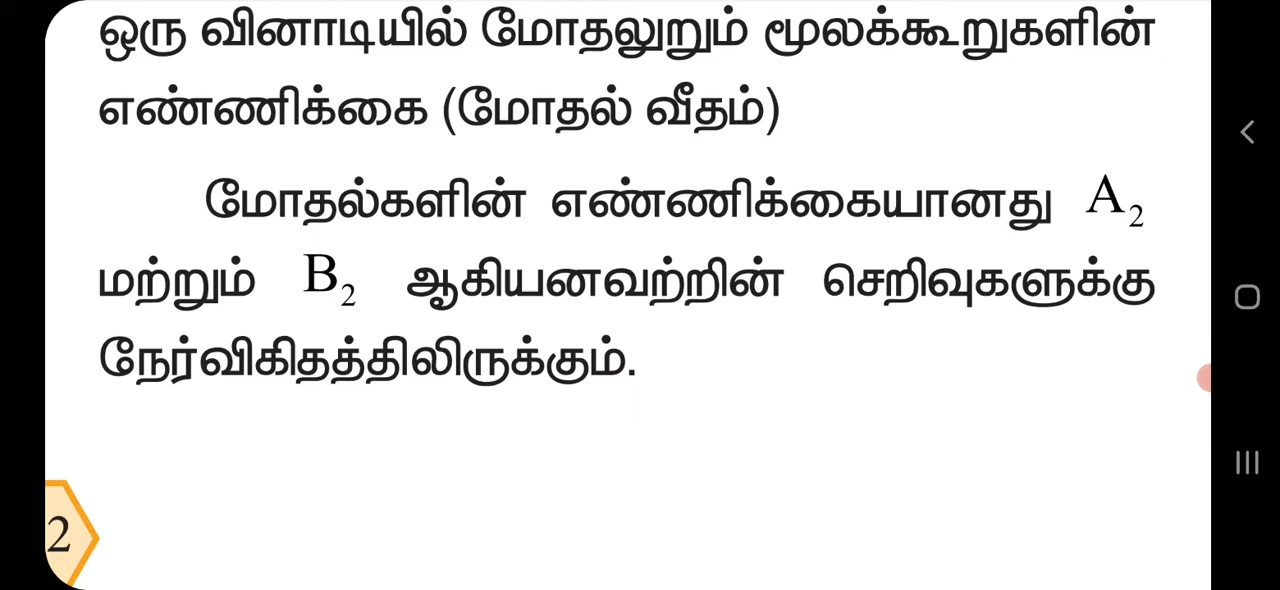 ஒரு வினாடியில் மோதலுறும் மூலக்கூறுகளின்
எண்ணிக்கை (மோதல் வீதம்)
மோதல்களின் எண்ணிக்கையானது A₂
மற்றும் B₂ ஆகியனவற்றின் செறிவுகளுக்கு
நேர்விகிதத்திலிருக்கும்.
2